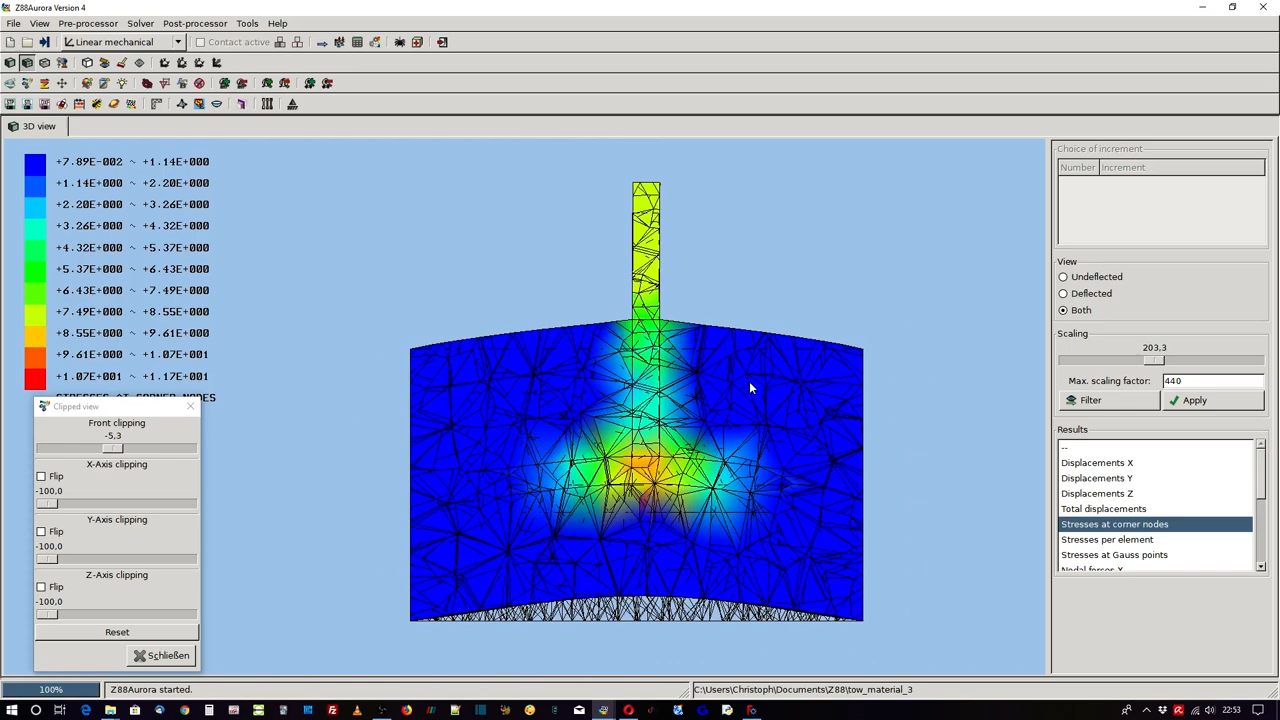 Z88Aurora Version 4
File View Pre-processor Solver Post-processor Tools Help
Linear mechanical Contact active
3D view
+7.89E-002 ~ +1.14E+000
+1.14E+000 ~ +2.20E+000
+2.20E+000 ~ +3.26E+000
+3.26E+000 ~ +4.32E+000
+4.32E+000 ~ +5.37E+000
+5.37E+000 ~ +6.43E+000
+6.43E+000 ~ +7.49E+000
+7.49E+000 ~ +8.55E+000
+8.55E+000 ~ +9.61E+000
+9.61E+000 ~ +1.07E+001
+1.07E+001 ~ +1.17E+001
STRESSES AT CORNER NODES
Clipped view
Front clipping
-5,3
X-Axis clipping
Flip
-100,0
Y-Axis clipping
Flip
-100,0
Z-Axis clipping
Flip
-100,0
Reset
Schließen
Choice of increment
Number Increment
View
Undeflected
Deflected
Both
Scaling
203,3
Max. scaling factor: 440
Filter Apply
Results
--
Displacements X
Displacements Y
Displacements Z
Total displacements
Stresses at corner nodes
Stresses per element
Stresses at Gauss points
Nodal forces X
100% Z88Aurora started. C:\Users\Christoph\Documents\Z88\tow_material_3
22:53